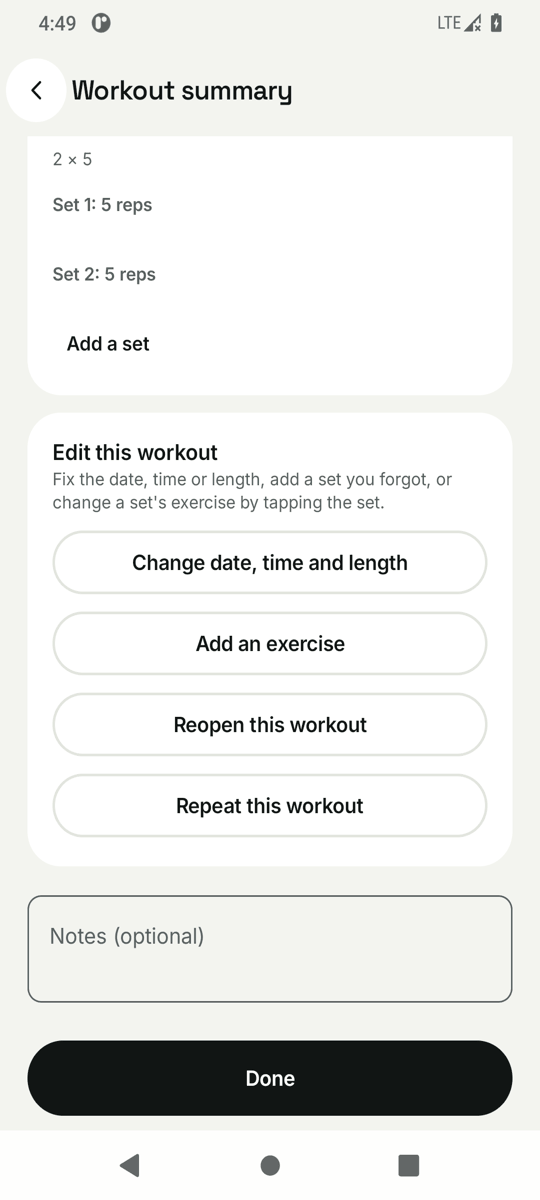 4:49
LTE
Workout summary
2 × 5
Set 1: 5 reps
Set 2: 5 reps
Add a set
Edit this workout
Fix the date, time or length, add a set you forgot, or
change a set's exercise by tapping the set.
Change date, time and length
Add an exercise
Reopen this workout
Repeat this workout
Notes (optional)
Done